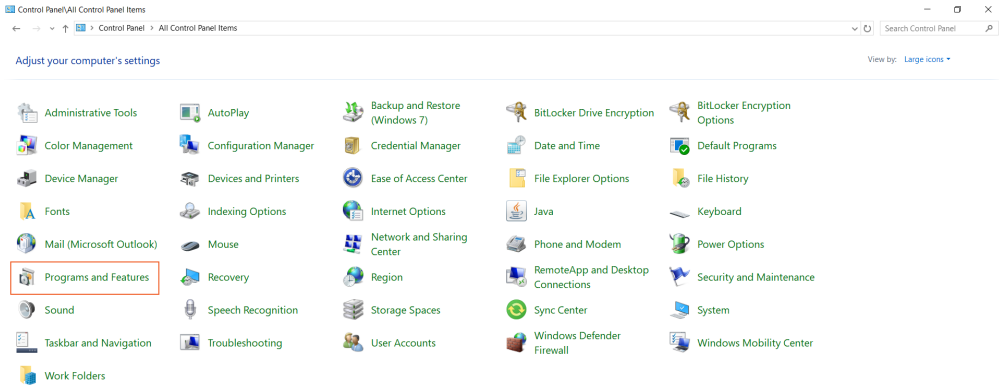 Control Panel\All Control Panel Items
Control Panel > All Control Panel Items
Search Control Panel
Adjust your computer's settings
View by: Large icons
Administrative Tools
AutoPlay
Backup and Restore
(Windows 7)
BitLocker Drive Encryption
BitLocker Encryption
Options
Color Management
Configuration Manager
Credential Manager
Date and Time
Default Programs
Device Manager
Devices and Printers
Ease of Access Center
File Explorer Options
File History
Fonts
Indexing Options
Internet Options
Java
Keyboard
Mail (Microsoft Outlook)
Mouse
Network and Sharing
Center
Phone and Modem
Power Options
Programs and Features
Recovery
Region
RemoteApp and Desktop
Connections
Security and Maintenance
Sound
Speech Recognition
Storage Spaces
Sync Center
System
Taskbar and Navigation
Troubleshooting
User Accounts
Windows Defender
Firewall
Windows Mobility Center
Work Folders